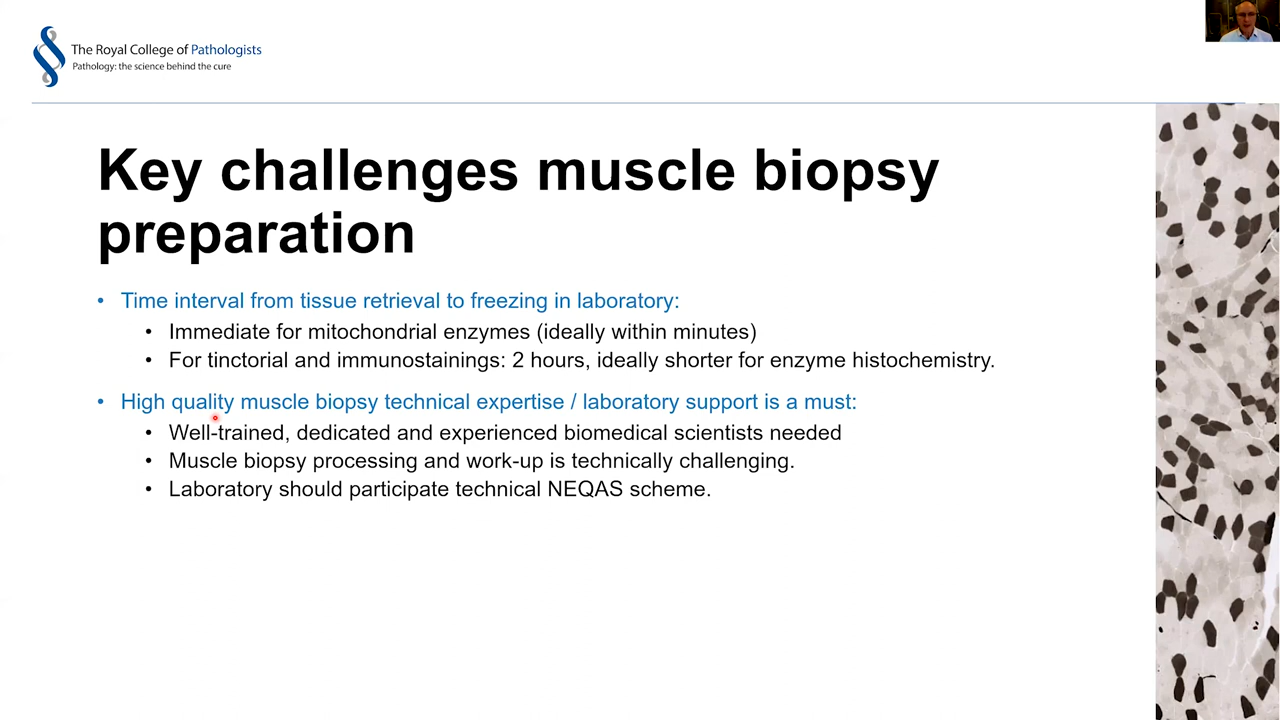 The Royal College of Pathologists
Pathology: the science behind the cure
Key challenges muscle biopsy
preparation
• Time interval from tissue retrieval to freezing in laboratory:
• Immediate for mitochondrial enzymes (ideally within minutes)
• For tinctorial and immunostainings: 2 hours, ideally shorter for enzyme histochemistry.
• High quality muscle biopsy technical expertise / laboratory support is a must:
• Well-trained, dedicated and experienced biomedical scientists needed
• Muscle biopsy processing and work-up is technically challenging.
• Laboratory should participate technical NEQAS scheme.